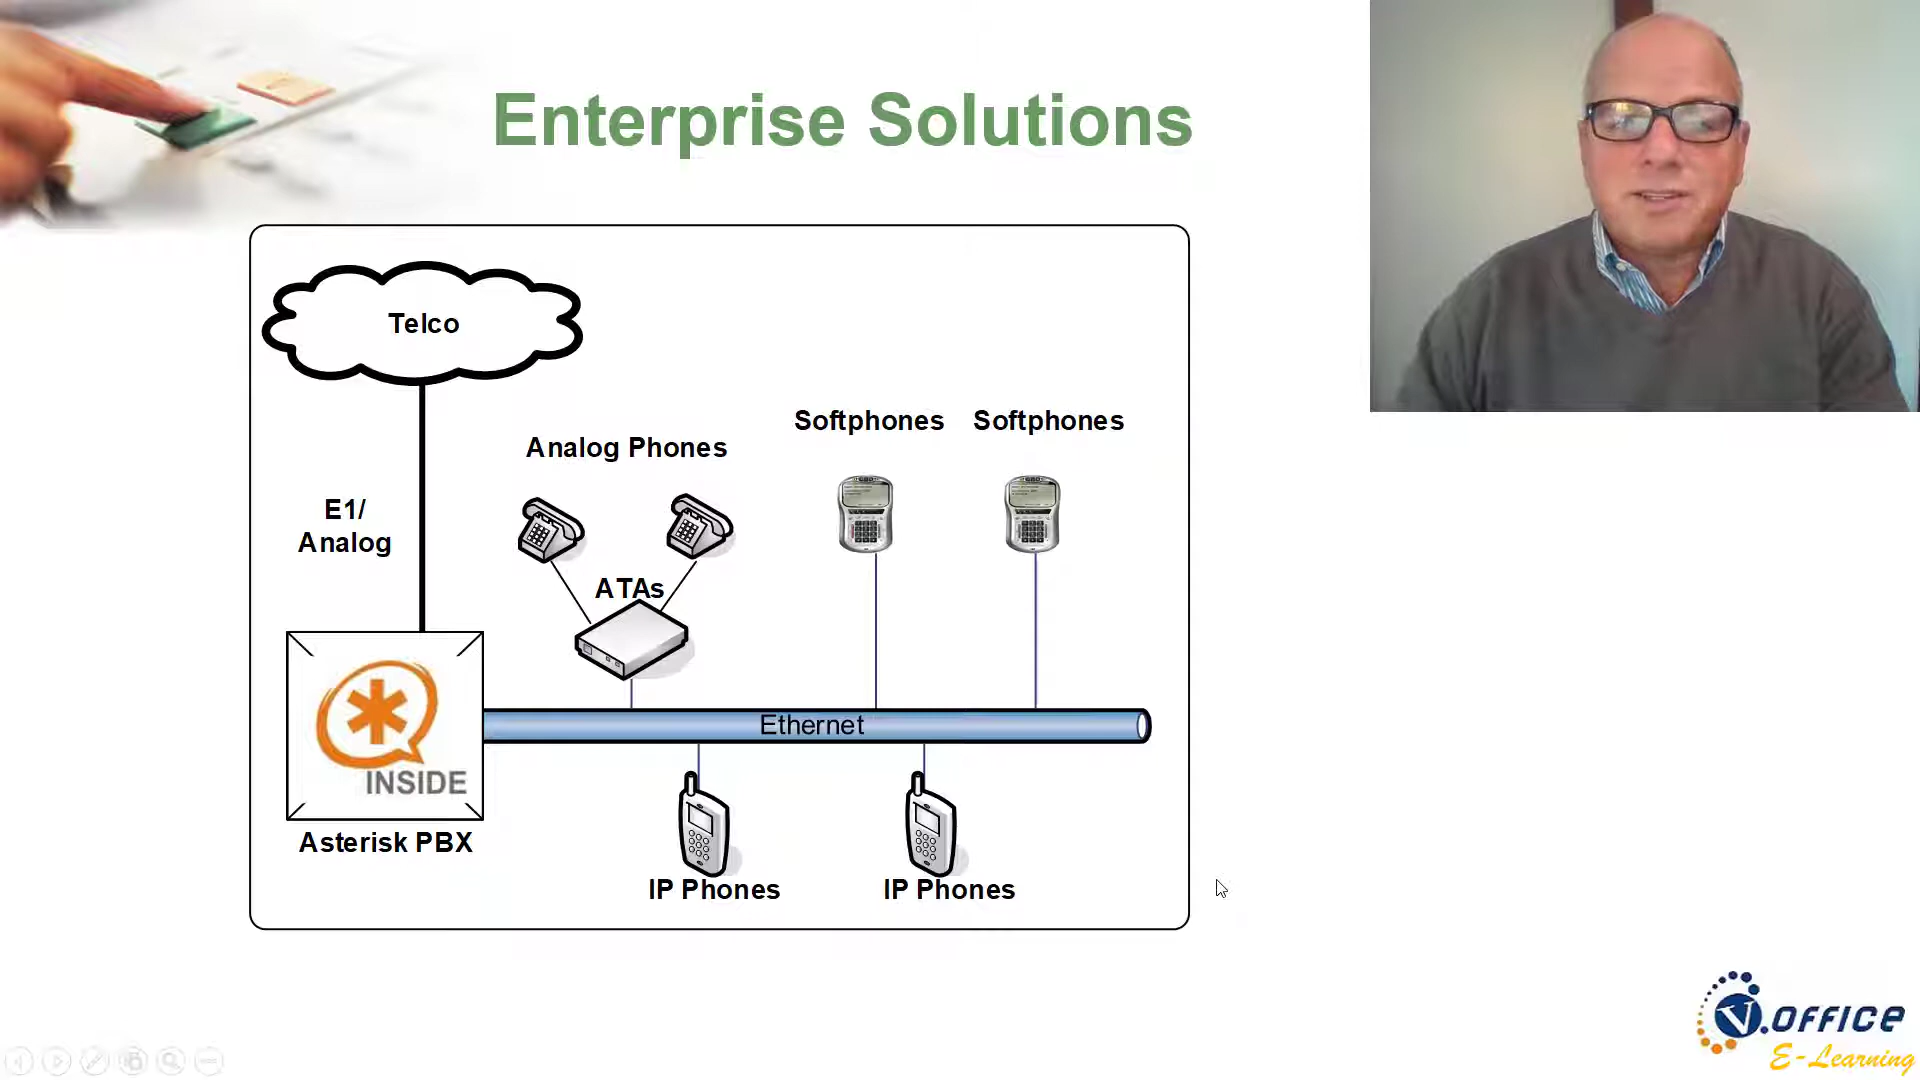 Enterprise Solutions
Telco
Softphones Softphones
Analog Phones
E1/
Analog
ATAs
Ethernet
INSIDE
Asterisk PBX
IP Phones IP Phones
V.OFFICE
E-Learning